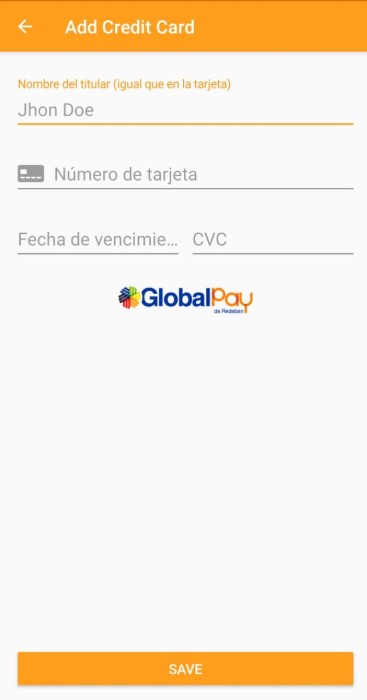 Add Credit Card
Nombre del titular (igual que en la tarjeta)
Jhon Doe
Número de tarjeta
Fecha de vencimie... CVC
GlobalPay
de Redeban
SAVE